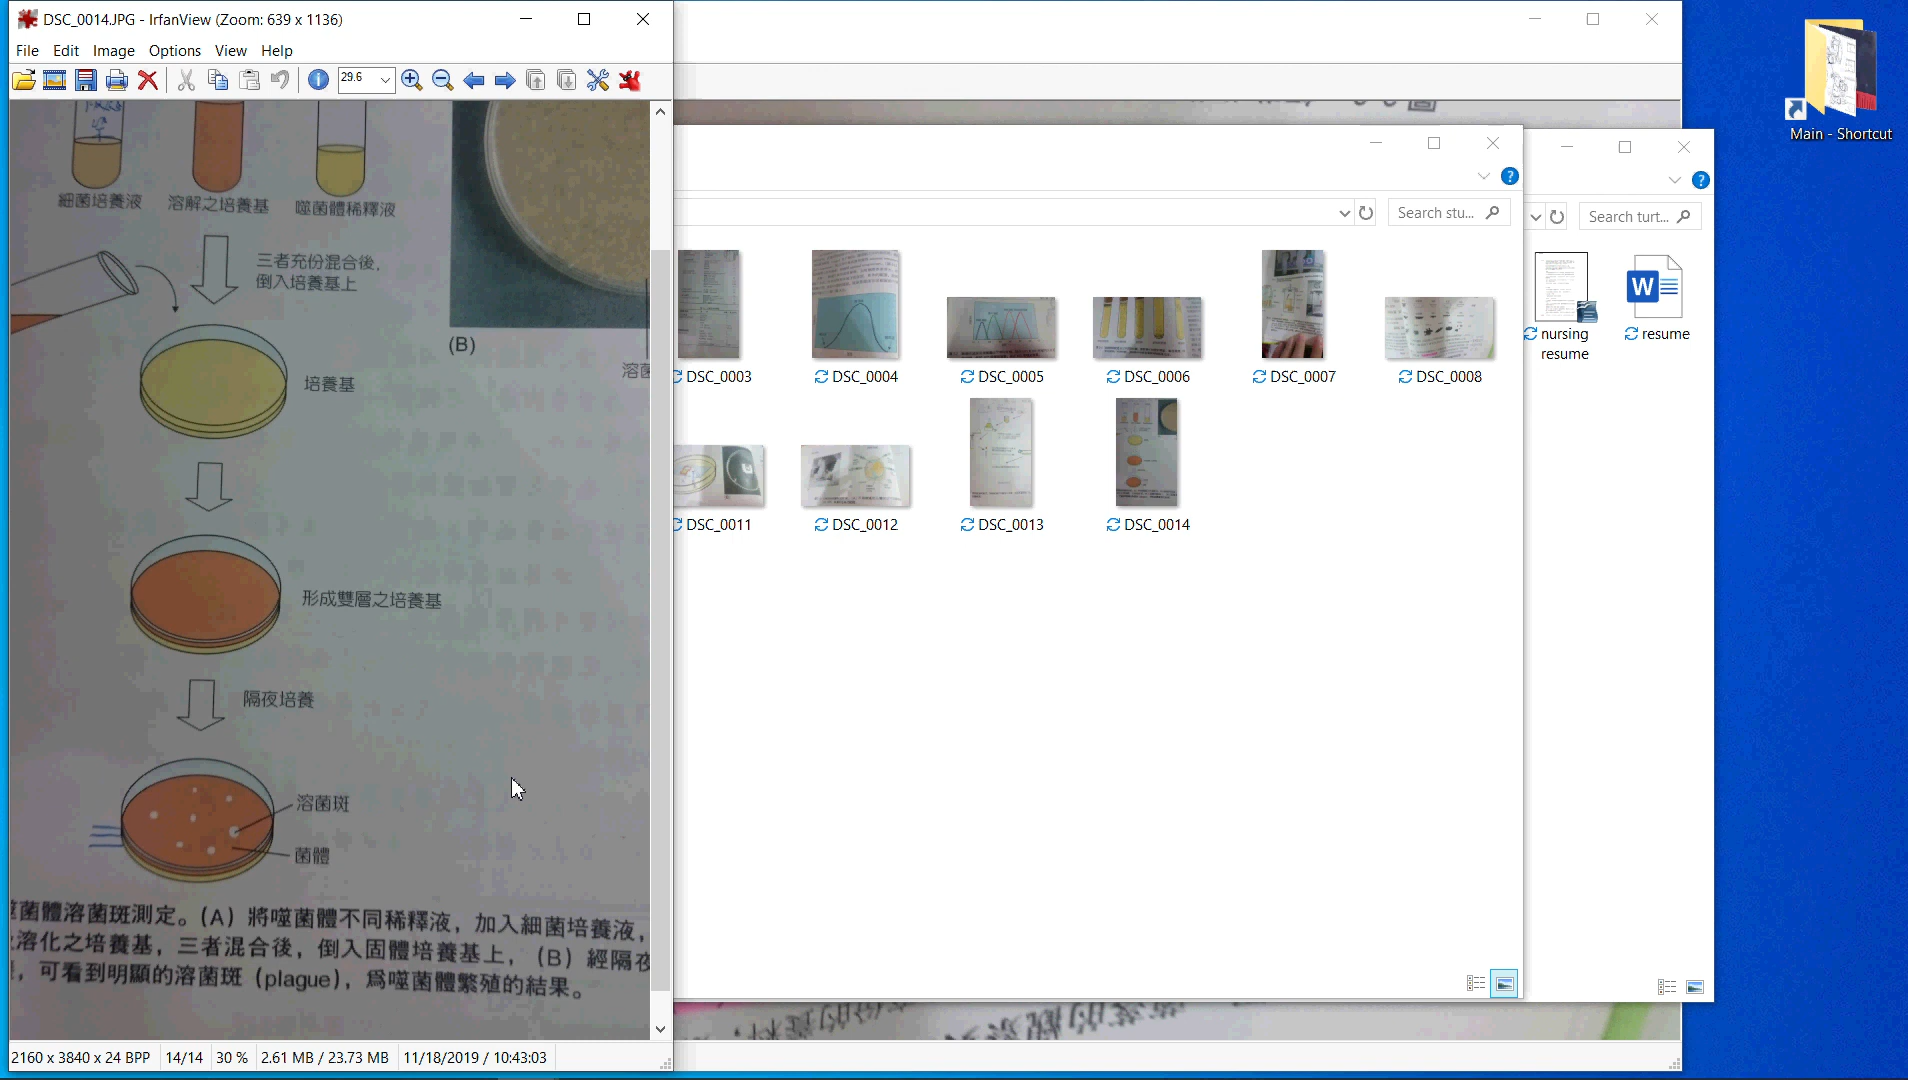 DSC_0014.JPG - IrfanView (Zoom: 639 x 1136)
File Edit Image Options View Help
29.6
細菌培養液
溶解之培養基
噬菌體稀釋液
三者充份混合後，
倒入培養基上
(B)
培養基
形成雙層之培養基
隔夜培養
溶菌斑
菌體
菌體溶菌斑測定。(A) 將噬菌體不同稀釋液，加入細菌培養液，
溶化之培養基，三者混合後，倒入固體培養基上，(B) 經隔夜
，可看到明顯的溶菌斑 (plague)，爲噬菌體繁殖的結果。
2160 x 3840 x 24 BPP 14/14 30 % 2.61 MB / 23.73 MB 11/18/2019 / 10:43:03
Search stu...
DSC_0003 DSC_0004 DSC_0005 DSC_0006 DSC_0007 DSC_0008
DSC_0011 DSC_0012 DSC_0013 DSC_0014
Search turt...
nursing
resume
resume
Main - Shortcut